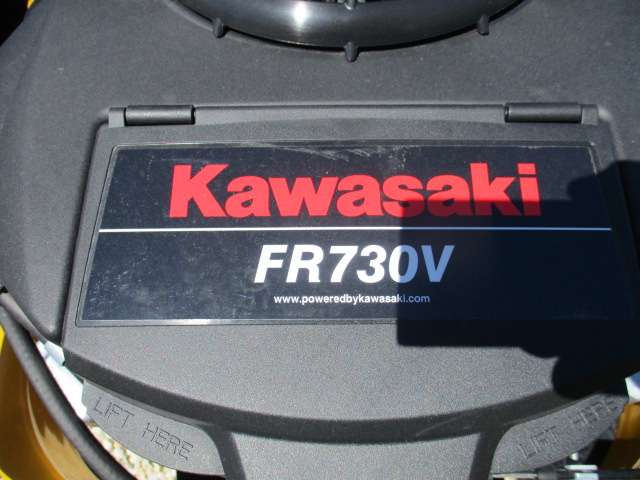 Kawasaki
FR730V
www.poweredbykawasaki.com
LIFT HERE
LIFT HERE